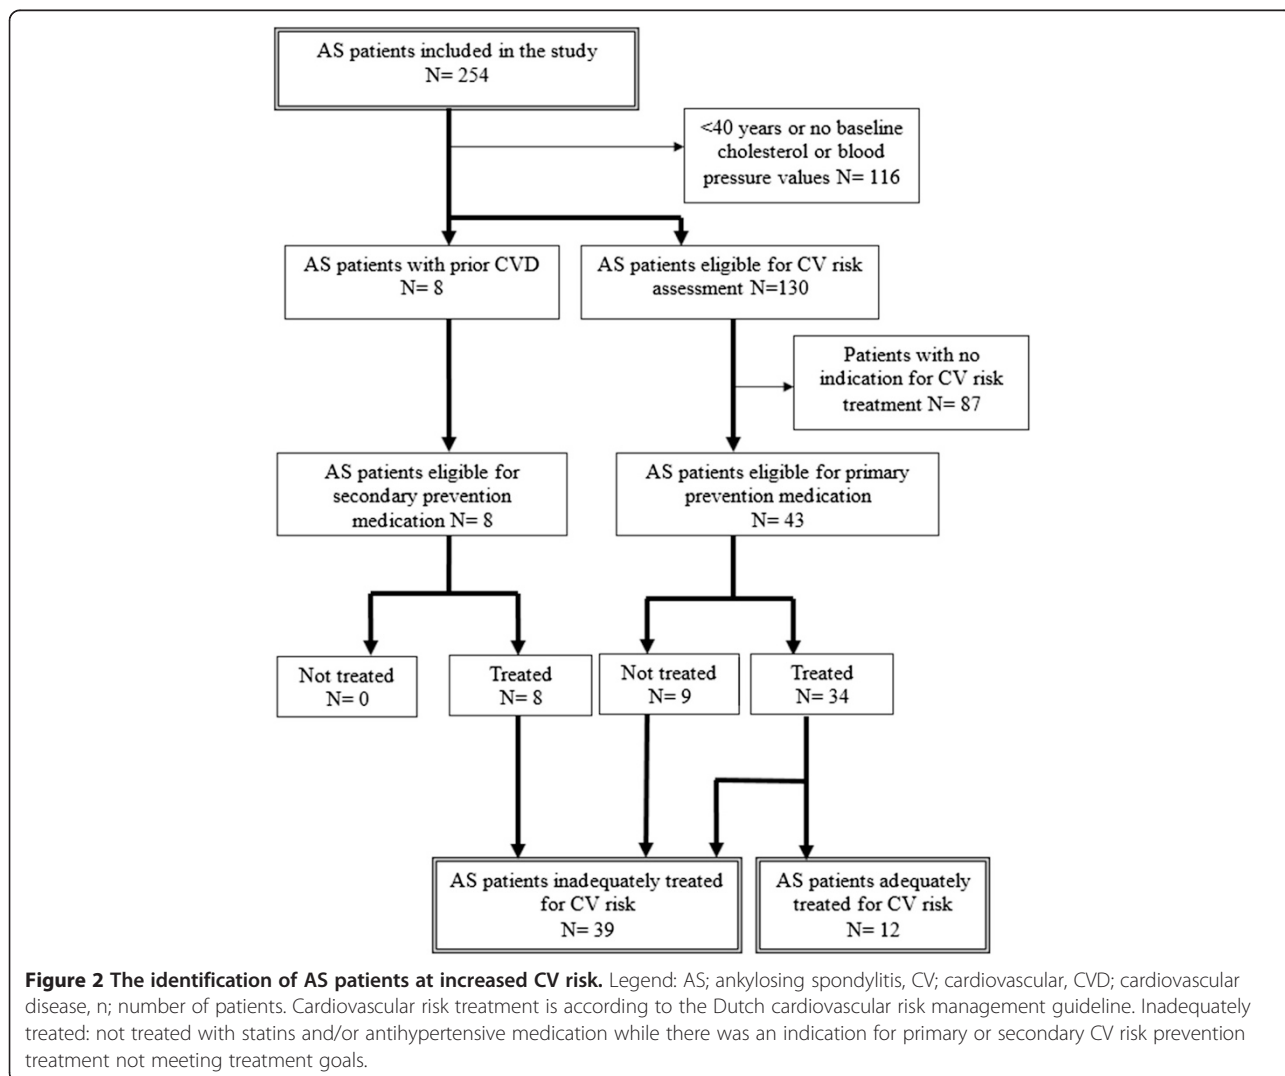 AS patients included in the study
N= 254
<40 years or no baseline
cholesterol or blood
pressure values N= 116
AS patients with prior CVD
N= 8
AS patients eligible for CV risk
assessment N=130
Patients with no
indication for CV risk
treatment N= 87
AS patients eligible for
secondary prevention
medication N= 8
AS patients eligible for primary
prevention medication
N= 43
Not treated
N= 0
Treated
N= 8
Not treated
N= 9
Treated
N= 34
AS patients inadequately treated
for CV risk
N= 39
AS patients adequately
treated for CV risk
N= 12
Figure 2 The identification of AS patients at increased CV risk. Legend: AS; ankylosing spondylitis, CV; cardiovascular, CVD; cardiovascular
disease, n; number of patients. Cardiovascular risk treatment is according to the Dutch cardiovascular risk management guideline. Inadequately
treated: not treated with statins and/or antihypertensive medication while there was an indication for primary or secondary CV risk prevention
treatment not meeting treatment goals.